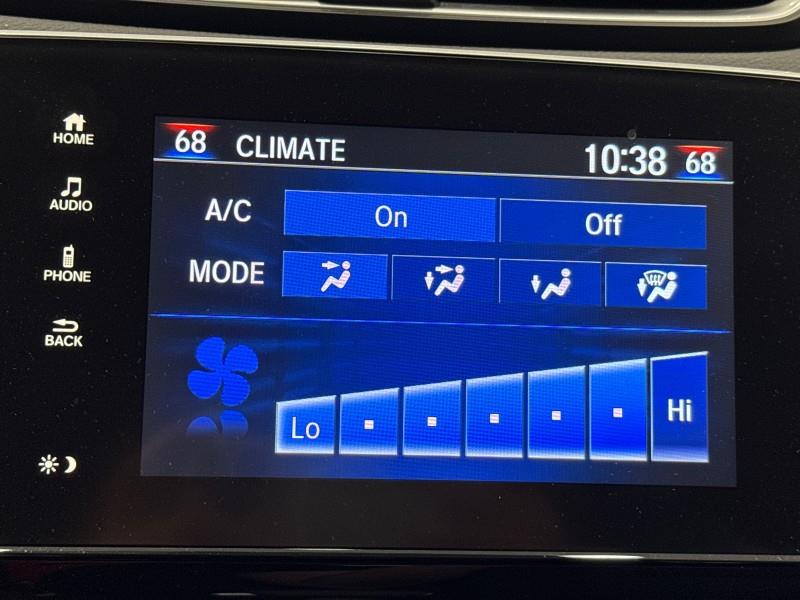 HOME
AUDIO
PHONE
BACK
68 CLIMATE 10:38 68
A/C On Off
MODE
Lo Hi